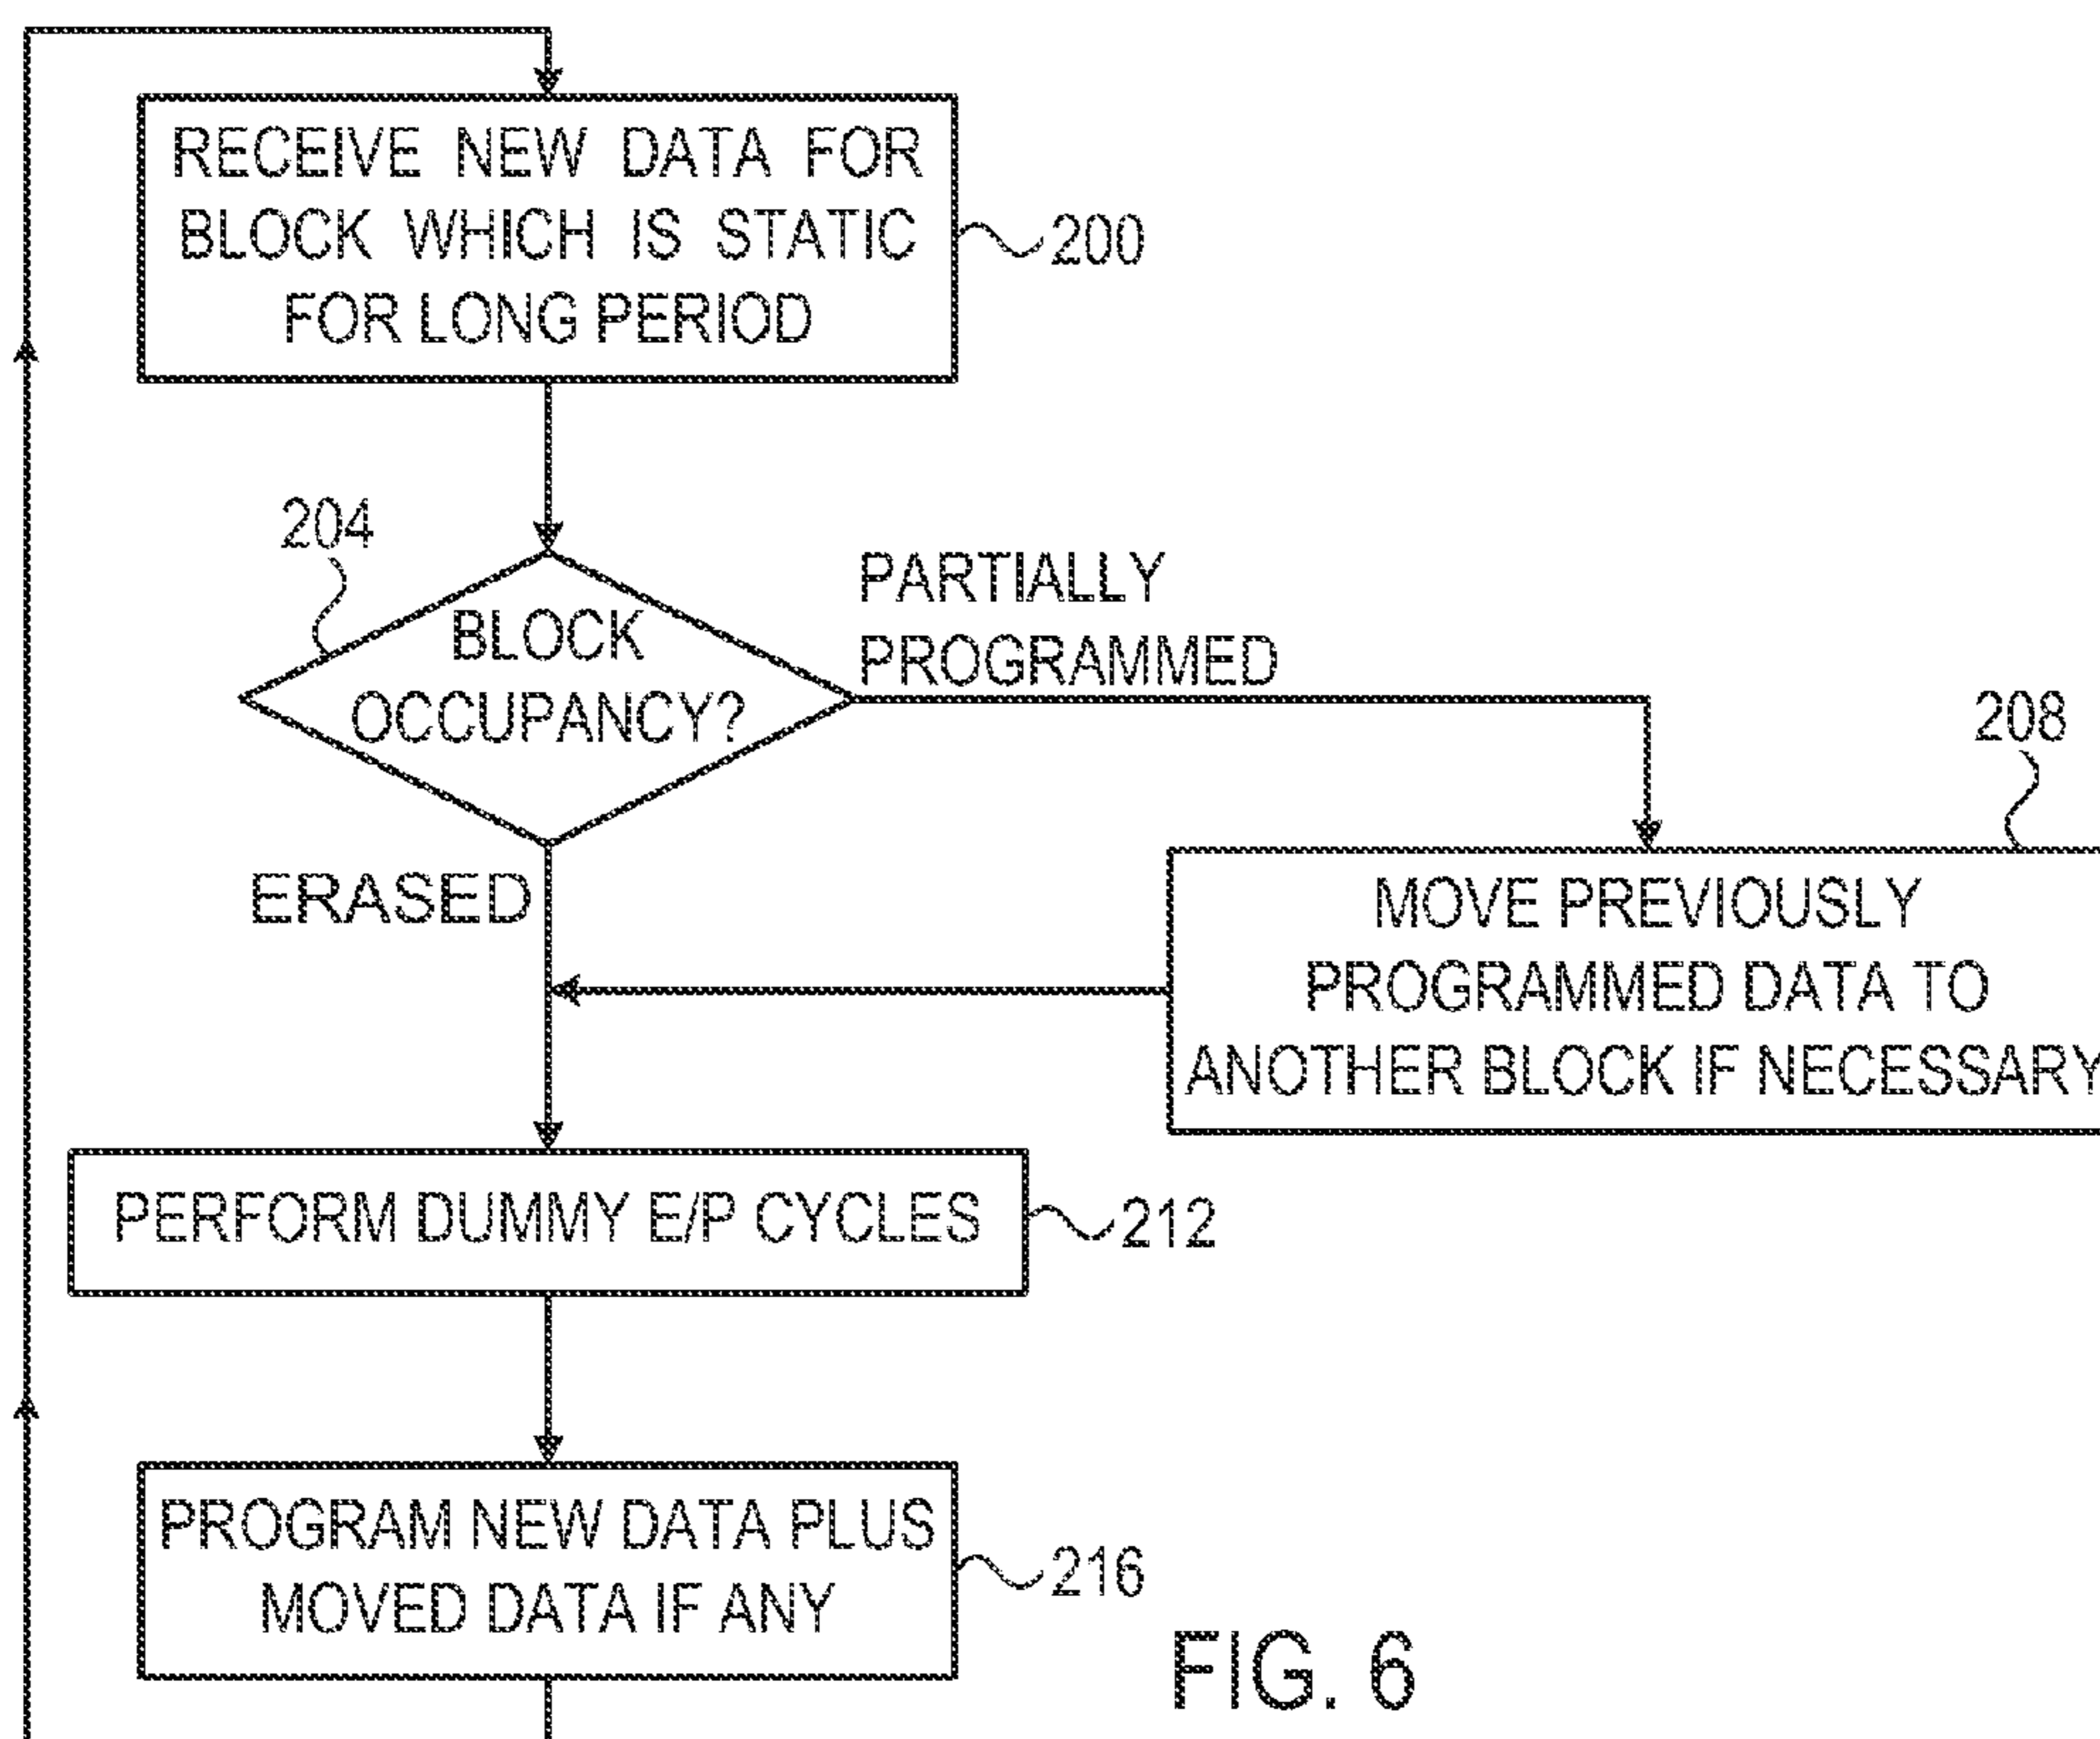 RECEIVE NEW DATA FOR
BLOCK WHICH IS STATIC
FOR LONG PERIOD
200
204
BLOCK
OCCUPANCY?
PARTIALLY
PROGRAMMED
208
ERASED
MOVE PREVIOUSLY
PROGRAMMED DATA TO
ANOTHER BLOCK IF NECESSARY
PERFORM DUMMY E/P CYCLES
212
PROGRAM NEW DATA PLUS
MOVED DATA IF ANY
216
FIG. 6